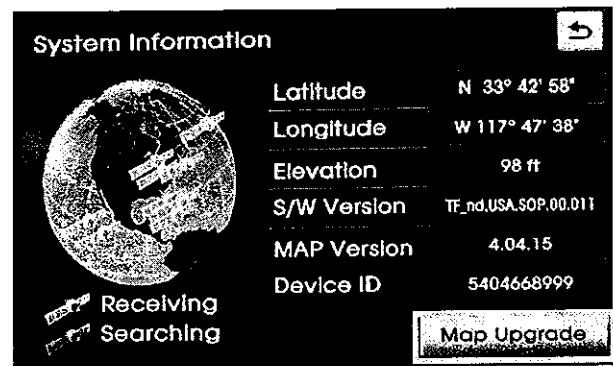 System Information
Latitude N 33° 42' 58"
Longitude W 117° 47' 38"
Elevation 98 ft
S/W Version TF_nd.USA.SOP.00.011
MAP Version 4.04.15
Device ID 5404668999
Receiving
Searching
Map Upgrade